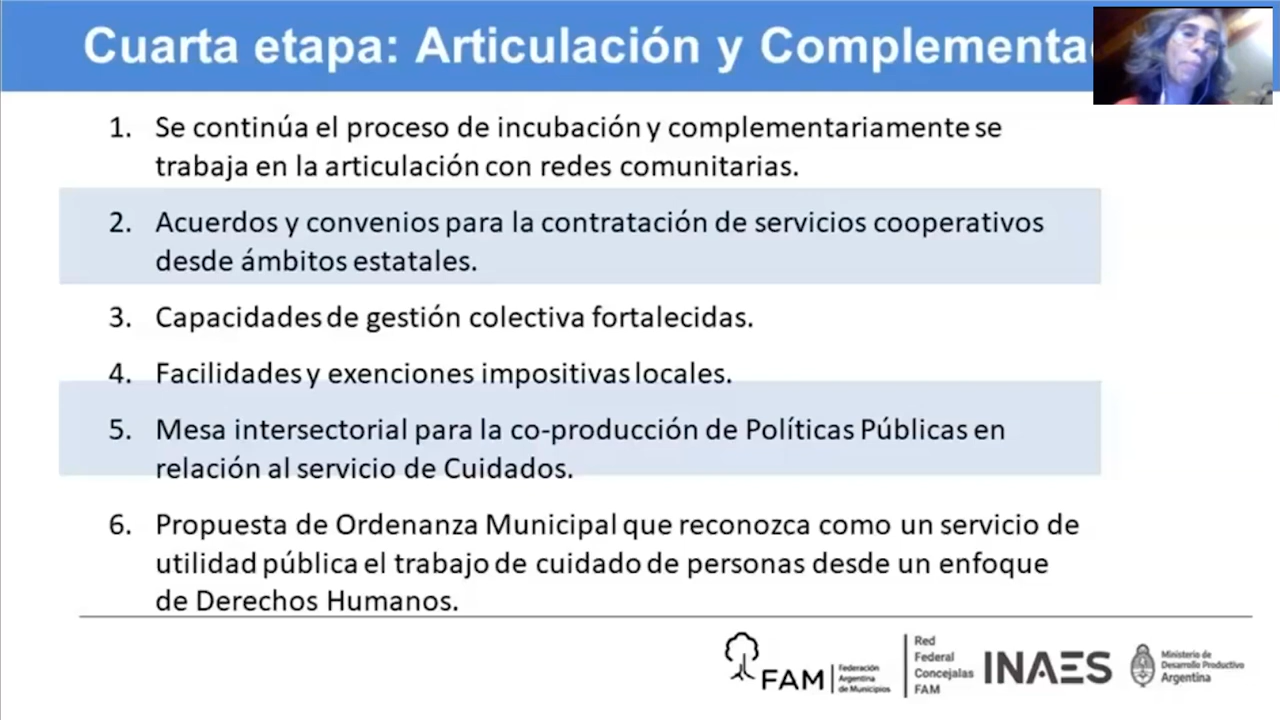 Cuarta etapa: Articulación y Complementa
1. Se continúa el proceso de incubación y complementariamente se
trabaja en la articulación con redes comunitarias.
2. Acuerdos y convenios para la contratación de servicios cooperativos
desde ámbitos estatales.
3. Capacidades de gestión colectiva fortalecidas.
4. Facilidades y exenciones impositivas locales.
5. Mesa intersectorial para la co-producción de Políticas Públicas en
relación al servicio de Cuidados.
6. Propuesta de Ordenanza Municipal que reconozca como un servicio de
utilidad pública el trabajo de cuidado de personas desde un enfoque
de Derechos Humanos.
FAM
Federación
Argentina
de Municipios
Red
Federal
Concejalas
FAM
INAES
Ministerio de
Desarrollo Productivo
Argentina